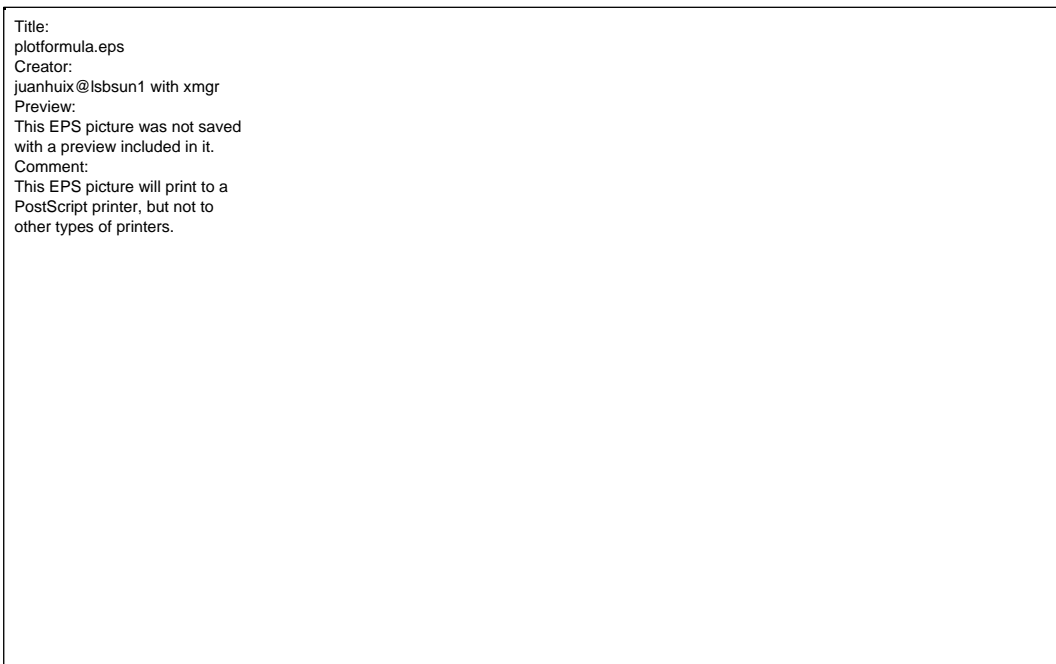 Title:
plotformula.eps
Creator:
juanhuix@lsbsun1 with xmgr
Preview:
This EPS picture was not saved
with a preview included in it.
Comment:
This EPS picture will print to a
PostScript printer, but not to
other types of printers.